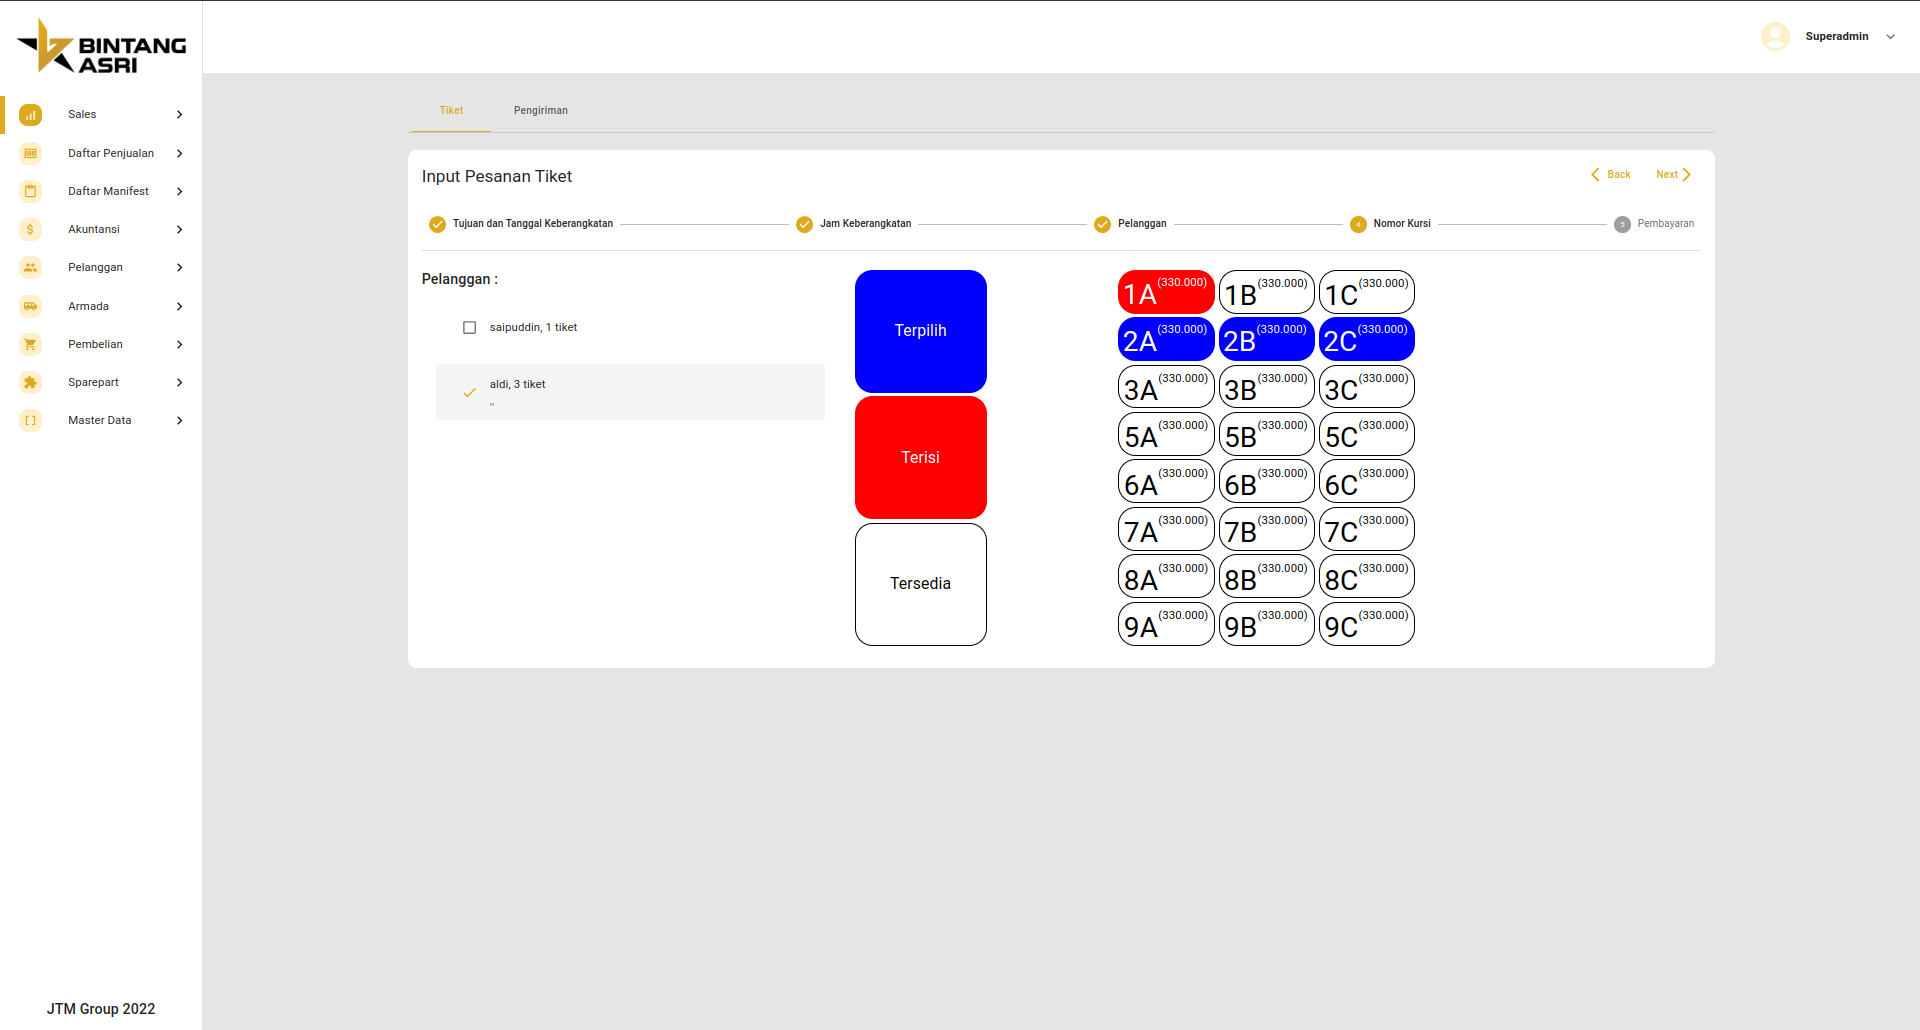 BINTANG
ASRI
Superadmin
Sales
Daftar Penjualan
Daftar Manifest
Akuntansi
Pelanggan
Armada
Pembelian
Sparepart
Master Data
JTM Group 2022
Tiket Pengiriman
Input Pesanan Tiket
Back Next
Tujuan dan Tanggal Keberangkatan Jam Keberangkatan Pelanggan 4 Nomor Kursi 5 Pembayaran
Pelanggan :
saipuddin, 1 tiket
aldi, 3 tiket
,,
Terpilih
Terisi
Tersedia
1A (330.000) 1B (330.000) 1C (330.000)
2A (330.000) 2B (330.000) 2C (330.000)
3A (330.000) 3B (330.000) 3C (330.000)
5A (330.000) 5B (330.000) 5C (330.000)
6A (330.000) 6B (330.000) 6C (330.000)
7A (330.000) 7B (330.000) 7C (330.000)
8A (330.000) 8B (330.000) 8C (330.000)
9A (330.000) 9B (330.000) 9C (330.000)